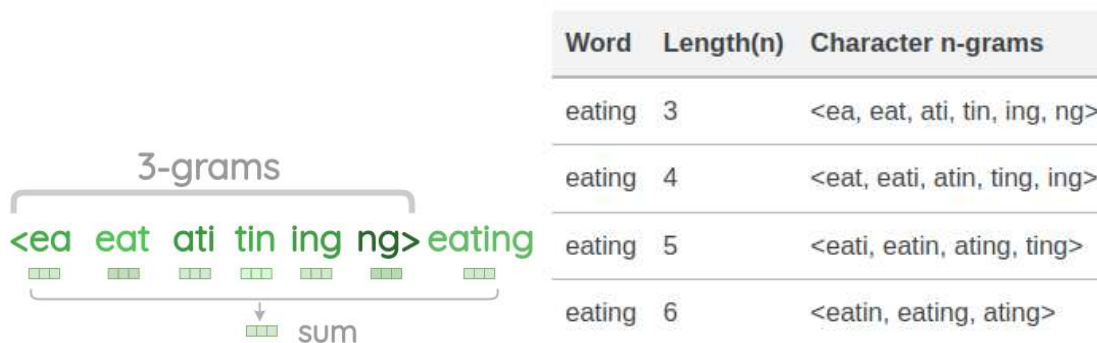 3-grams
<ea eat ati tin ing ng> eating
sum
Word Length(n) Character n-grams
eating 3 <ea, eat, ati, tin, ing, ng>
eating 4 <eat, eati, atin, ting, ing>
eating 5 <eati, eatin, ating, ting>
eating 6 <eatin, eating, ating>